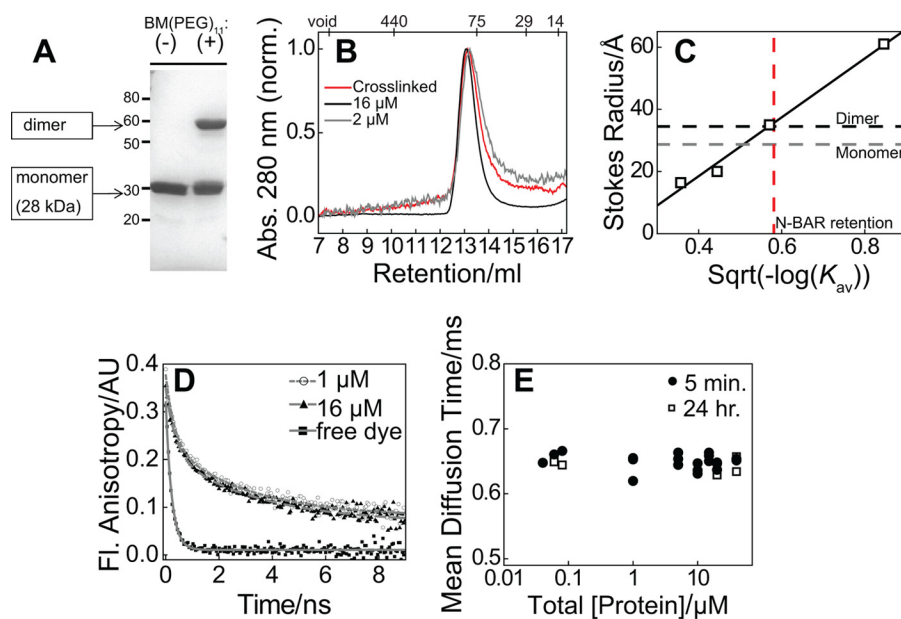 A
BM(PEG)₁₁:
(-) (+)
80
dimer
60
50
monomer
(28 kDa)
30
20
B
void 440 75 29 14
Abs. 280 nm (norm.)
1.0
0.5
0.0
Crosslinked
16 µM
2 µM
7 8 9 10 11 12 13 14 15 16 17
Retention/ml
C
Stokes Radius/Å
60
40
20
0
Dimer
Monomer
N-BAR retention
0.4 0.6 0.8
Sqrt(-log(Kav))
D
Fl. Anisotropy/AU
0.4
0.3
0.2
0.1
0.0
1 µM
16 µM
free dye
0 2 4 6 8
Time/ns
E
Mean Diffusion Time/ms
0.8
0.7
0.6
0.5
5 min.
24 hr.
0.01 0.1 1 10
Total [Protein]/µM